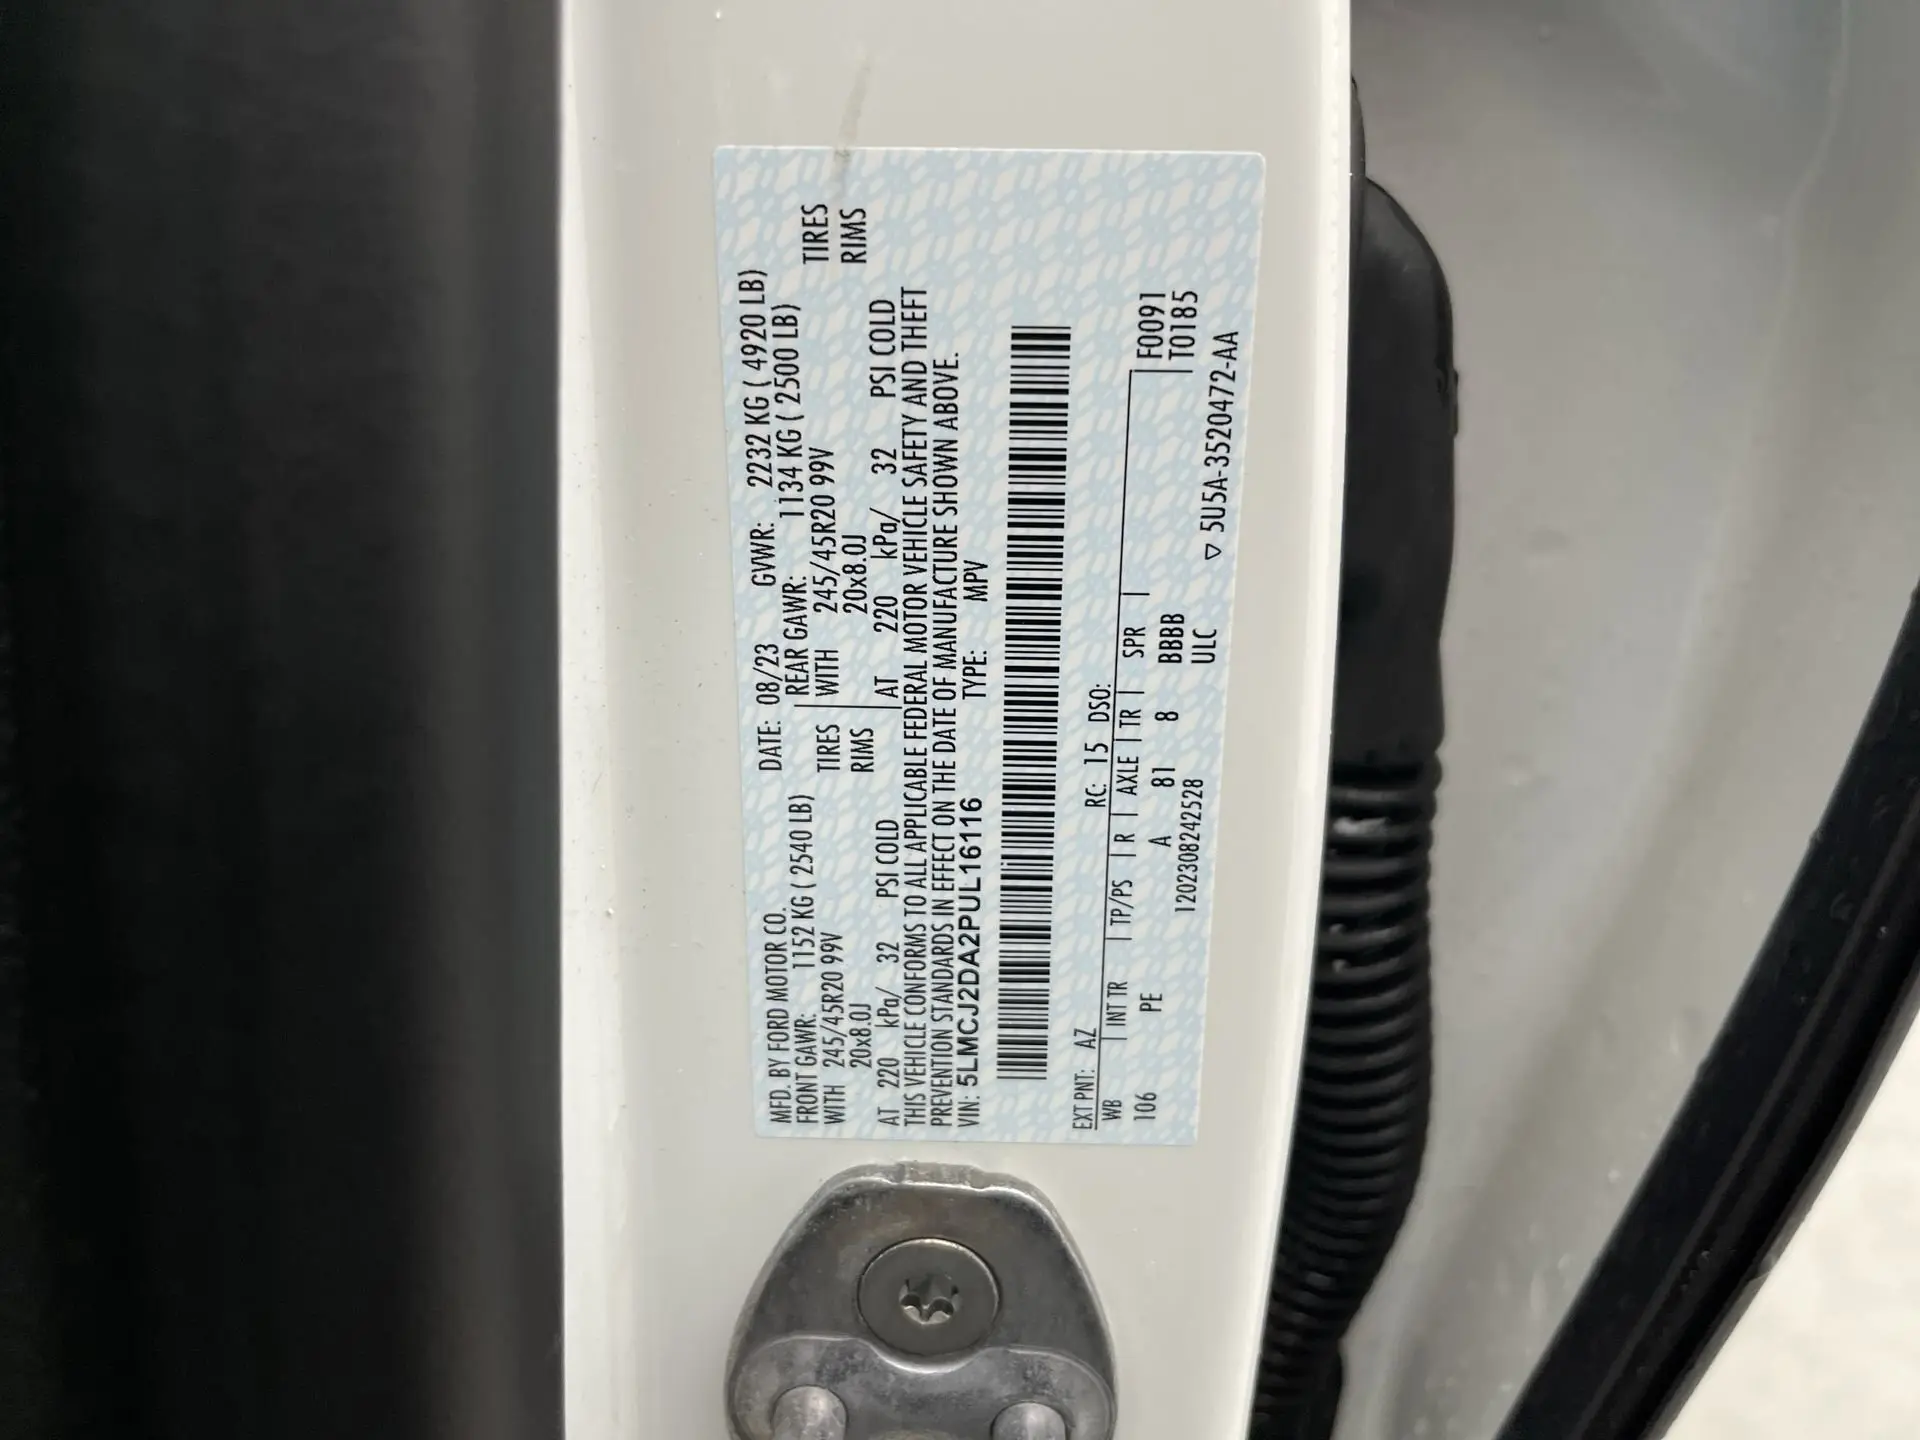 MFD. BY FORD MOTOR CO. DATE: 08/23 GVWR: 2232 KG ( 4920 LB)
FRONT GAWR: 1152 KG ( 2540 LB) REAR GAWR: 1134 KG ( 2500 LB)
WITH 245/45R20 99V TIRES WITH 245/45R20 99V TIRES
20x8.0J RIMS 20x8.0J RIMS
AT 220 kPa/ 32 PSI COLD AT 220 kPa/ 32 PSI COLD
THIS VEHICLE CONFORMS TO ALL APPLICABLE FEDERAL MOTOR VEHICLE SAFETY AND THEFT
PREVENTION STANDARDS IN EFFECT ON THE DATE OF MANUFACTURE SHOWN ABOVE.
VIN: 5LMCJ2DA2PUL16116 TYPE: MPV
EXT PNT: AZ RC: 15 DSO:
WB INT TR TP/PS R AXLE TR SPR F0091
106 PE A 81 8 BBBB T0185
1202308242528 ULC ▽ 5U5A-3520472-AA